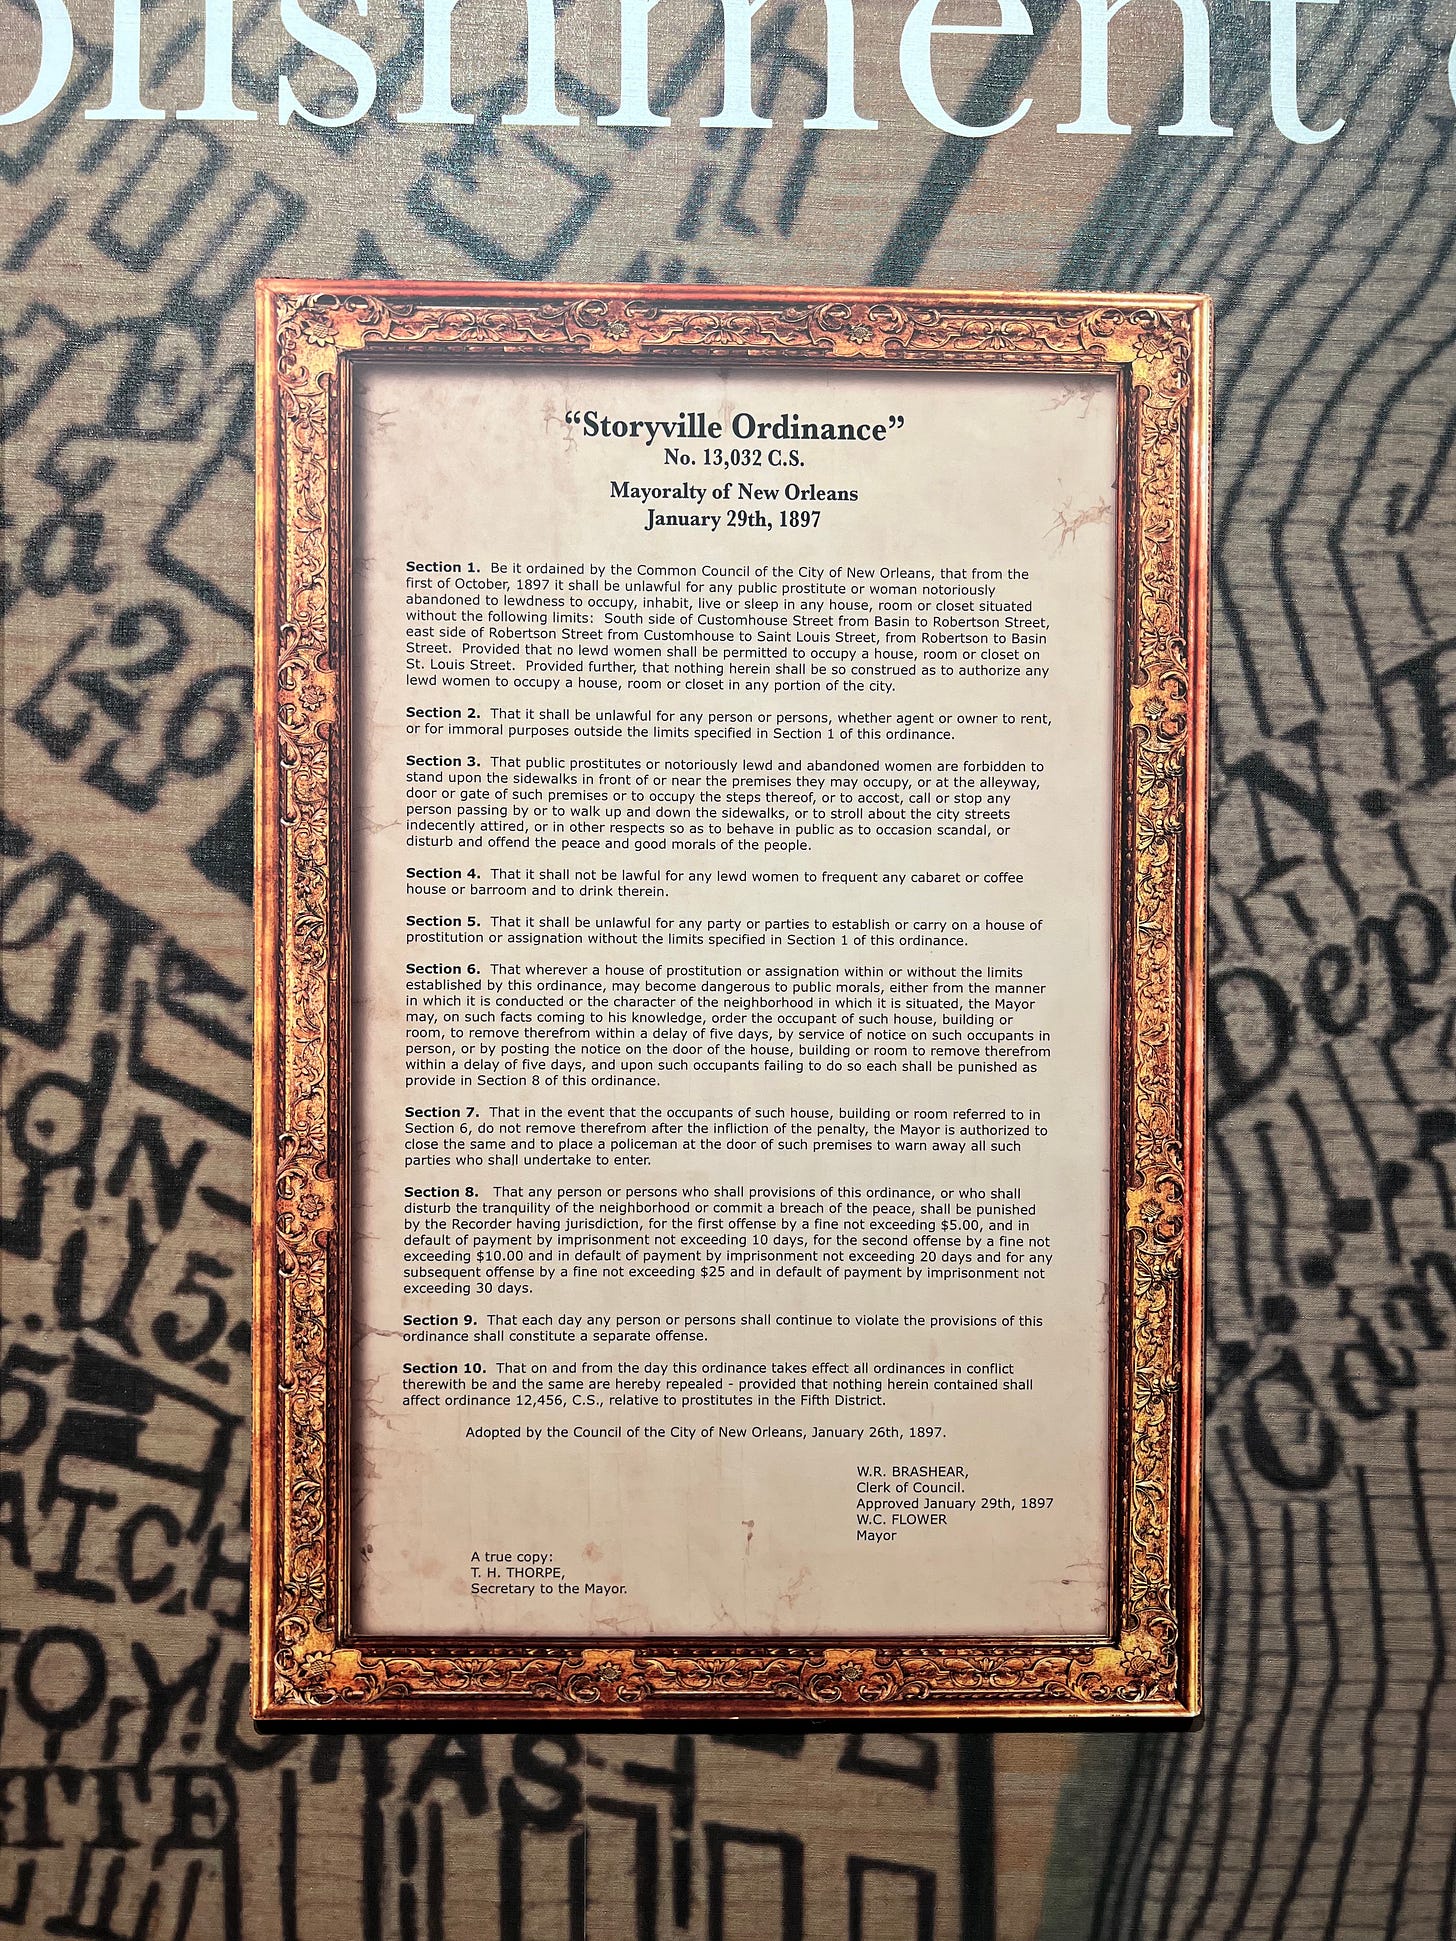 lishment
“Storyville Ordinance”
No. 13,032 C.S.
Mayoralty of New Orleans
January 29th, 1897
Section 1. Be it ordained by the Common Council of the City of New Orleans, that from the
first of October, 1897 it shall be unlawful for any public prostitute or woman notoriously
abandoned to lewdness to occupy, inhabit, live or sleep in any house, room or closet situated
without the following limits: South side of Customhouse Street from Basin to Robertson Street,
east side of Robertson Street from Customhouse to Saint Louis Street, from Robertson to Basin
Street. Provided that no lewd women shall be permitted to occupy a house, room or closet on
St. Louis Street. Provided further, that nothing herein shall be so construed as to authorize any
lewd women to occupy a house, room or closet in any portion of the city.
Section 2. That it shall be unlawful for any person or persons, whether agent or owner to rent,
or for immoral purposes outside the limits specified in Section 1 of this ordinance.
Section 3. That public prostitutes or notoriously lewd and abandoned women are forbidden to
stand upon the sidewalks in front of or near the premises they may occupy, or at the alleyway,
door or gate of such premises or to occupy the steps thereof, or to accost, call or stop any
person passing by or to walk up and down the sidewalks, or to stroll about the city streets
indecently attired, or in other respects so as to behave in public as to occasion scandal, or
disturb and offend the peace and good morals of the people.
Section 4. That it shall not be lawful for any lewd women to frequent any cabaret or coffee
house or barroom and to drink therein.
Section 5. That it shall be unlawful for any party or parties to establish or carry on a house of
prostitution or assignation without the limits specified in Section 1 of this ordinance.
Section 6. That wherever a house of prostitution or assignation within or without the limits
established by this ordinance, may become dangerous to public morals, either from the manner
in which it is conducted or the character of the neighborhood in which it is situated, the Mayor
may, on such facts coming to his knowledge, order the occupant of such house, building or
room, to remove therefrom within a delay of five days, by service of notice on such occupants in
person, or by posting the notice on the door of the house, building or room to remove therefrom
within a delay of five days, and upon such occupants failing to do so each shall be punished as
provide in Section 8 of this ordinance.
Section 7. That in the event that the occupants of such house, building or room referred to in
Section 6, do not remove therefrom after the infliction of the penalty, the Mayor is authorized to
close the same and to place a policeman at the door of such premises to warn away all such
parties who shall undertake to enter.
Section 8. That any person or persons who shall provisions of this ordinance, or who shall
disturb the tranquility of the neighborhood or commit a breach of the peace, shall be punished
by the Recorder having jurisdiction, for the first offense by a fine not exceeding $5.00, and in
default of payment by imprisonment not exceeding 10 days, for the second offense by a fine not
exceeding $10.00 and in default of payment by imprisonment not exceeding 20 days and for any
subsequent offense by a fine not exceeding $25 and in default of payment by imprisonment not
exceeding 30 days.
Section 9. That each day any person or persons shall continue to violate the provisions of this
ordinance shall constitute a separate offense.
Section 10. That on and from the day this ordinance takes effect all ordinances in conflict
therewith be and the same are hereby repealed - provided that nothing herein contained shall
affect ordinance 12,456, C.S., relative to prostitutes in the Fifth District.
Adopted by the Council of the City of New Orleans, January 26th, 1897.
W.R. BRASHEAR,
Clerk of Council.
Approved January 29th, 1897
W.C. FLOWER
Mayor
A true copy:
T. H. THORPE,
Secretary to the Mayor.